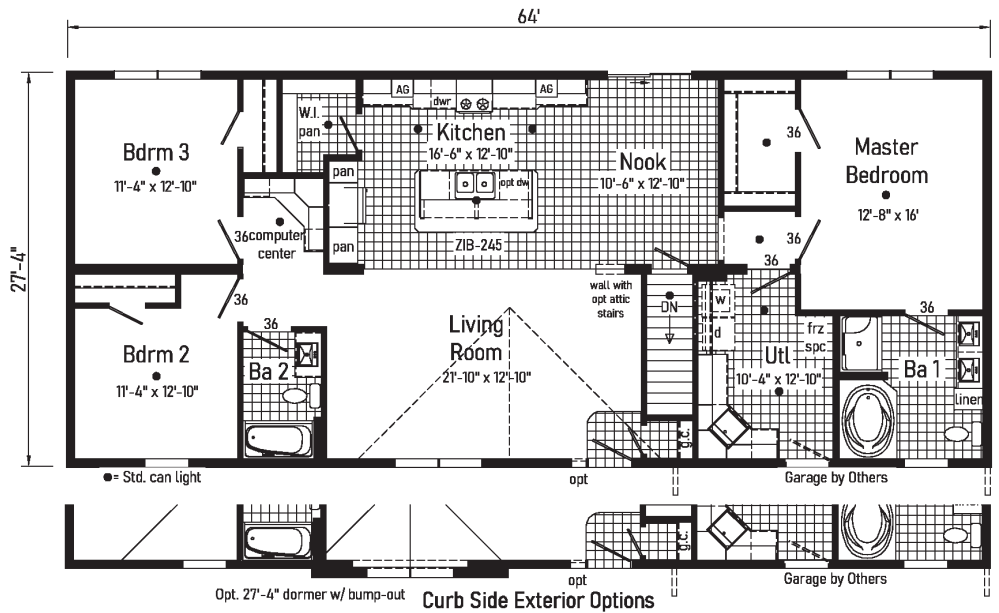 64'
27'-4"
Bdrm 3
11'-4" x 12'-10"
W.I.
pan
AG
dwr
AG
Kitchen
16'-6" x 12'-10"
pan
opt dw
pan
ZIB-245
Nook
10'-6" x 12'-10"
36
Master
Bedroom
12'-8" x 16'
36
36
36
computer
center
36
36
Bdrm 2
11'-4" x 12'-10"
Ba 2
Living
Room
21'-10" x 12'-10"
wall with
opt attic
stairs
DN
w
d
frz
spc
Utl
10'-4" x 12'-10"
36
Ba 1
linen
g.c.
= Std. can light
opt
Garage by Others
g.c.
opt
Garage by Others
Opt. 27'-4" dormer w/ bump-out
Curb Side Exterior Options